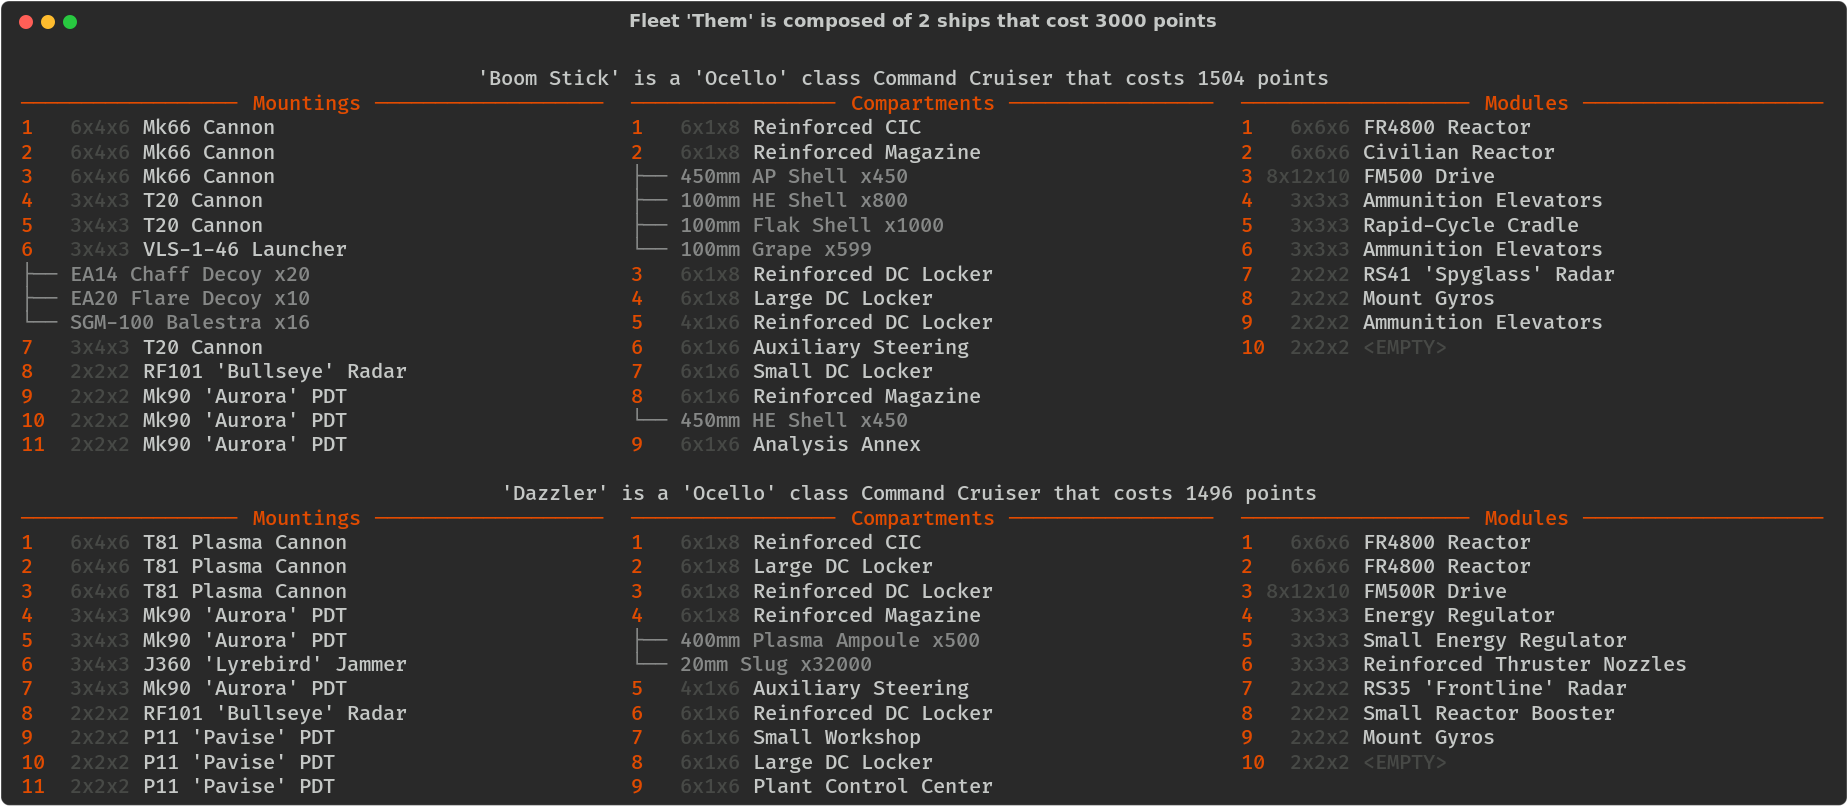 Fleet 'Them' is composed of 2 ships that cost 3000 points
'Boom Stick' is a 'Ocello' class Command Cruiser that costs 1504 points
Mountings
1 6x4x6 Mk66 Cannon
2 6x4x6 Mk66 Cannon
3 6x4x6 Mk66 Cannon
4 3x4x3 T20 Cannon
5 3x4x3 T20 Cannon
6 3x4x3 VLS-1-46 Launcher
EA14 Chaff Decoy x20
EA20 Flare Decoy x10
SGM-100 Balestra x16
7 3x4x3 T20 Cannon
8 2x2x2 RF101 'Bullseye' Radar
9 2x2x2 Mk90 'Aurora' PDT
10 2x2x2 Mk90 'Aurora' PDT
11 2x2x2 Mk90 'Aurora' PDT
Compartments
1 6x1x8 Reinforced CIC
2 6x1x8 Reinforced Magazine
450mm AP Shell x450
100mm HE Shell x800
100mm Flak Shell x1000
100mm Grape x599
3 6x1x8 Reinforced DC Locker
4 6x1x8 Large DC Locker
5 4x1x6 Reinforced DC Locker
6 6x1x6 Auxiliary Steering
7 6x1x6 Small DC Locker
8 6x1x6 Reinforced Magazine
450mm HE Shell x450
9 6x1x6 Analysis Annex
Modules
1 6x6x6 FR4800 Reactor
2 6x6x6 Civilian Reactor
3 8x12x10 FM500 Drive
4 3x3x3 Ammunition Elevators
5 3x3x3 Rapid-Cycle Cradle
6 3x3x3 Ammunition Elevators
7 2x2x2 RS41 'Spyglass' Radar
8 2x2x2 Mount Gyros
9 2x2x2 Ammunition Elevators
10 2x2x2 <EMPTY>
'Dazzler' is a 'Ocello' class Command Cruiser that costs 1496 points
Mountings
1 6x4x6 T81 Plasma Cannon
2 6x4x6 T81 Plasma Cannon
3 6x4x6 T81 Plasma Cannon
4 3x4x3 Mk90 'Aurora' PDT
5 3x4x3 Mk90 'Aurora' PDT
6 3x4x3 J360 'Lyrebird' Jammer
7 3x4x3 Mk90 'Aurora' PDT
8 2x2x2 RF101 'Bullseye' Radar
9 2x2x2 P11 'Pavise' PDT
10 2x2x2 P11 'Pavise' PDT
11 2x2x2 P11 'Pavise' PDT
Compartments
1 6x1x8 Reinforced CIC
2 6x1x8 Large DC Locker
3 6x1x8 Reinforced DC Locker
4 6x1x8 Reinforced Magazine
400mm Plasma Ampoule x500
20mm Slug x32000
5 4x1x6 Auxiliary Steering
6 6x1x6 Reinforced DC Locker
7 6x1x6 Small Workshop
8 6x1x6 Large DC Locker
9 6x1x6 Plant Control Center
Modules
1 6x6x6 FR4800 Reactor
2 6x6x6 FR4800 Reactor
3 8x12x10 FM500R Drive
4 3x3x3 Energy Regulator
5 3x3x3 Small Energy Regulator
6 3x3x3 Reinforced Thruster Nozzles
7 2x2x2 RS35 'Frontline' Radar
8 2x2x2 Small Reactor Booster
9 2x2x2 Mount Gyros
10 2x2x2 <EMPTY>